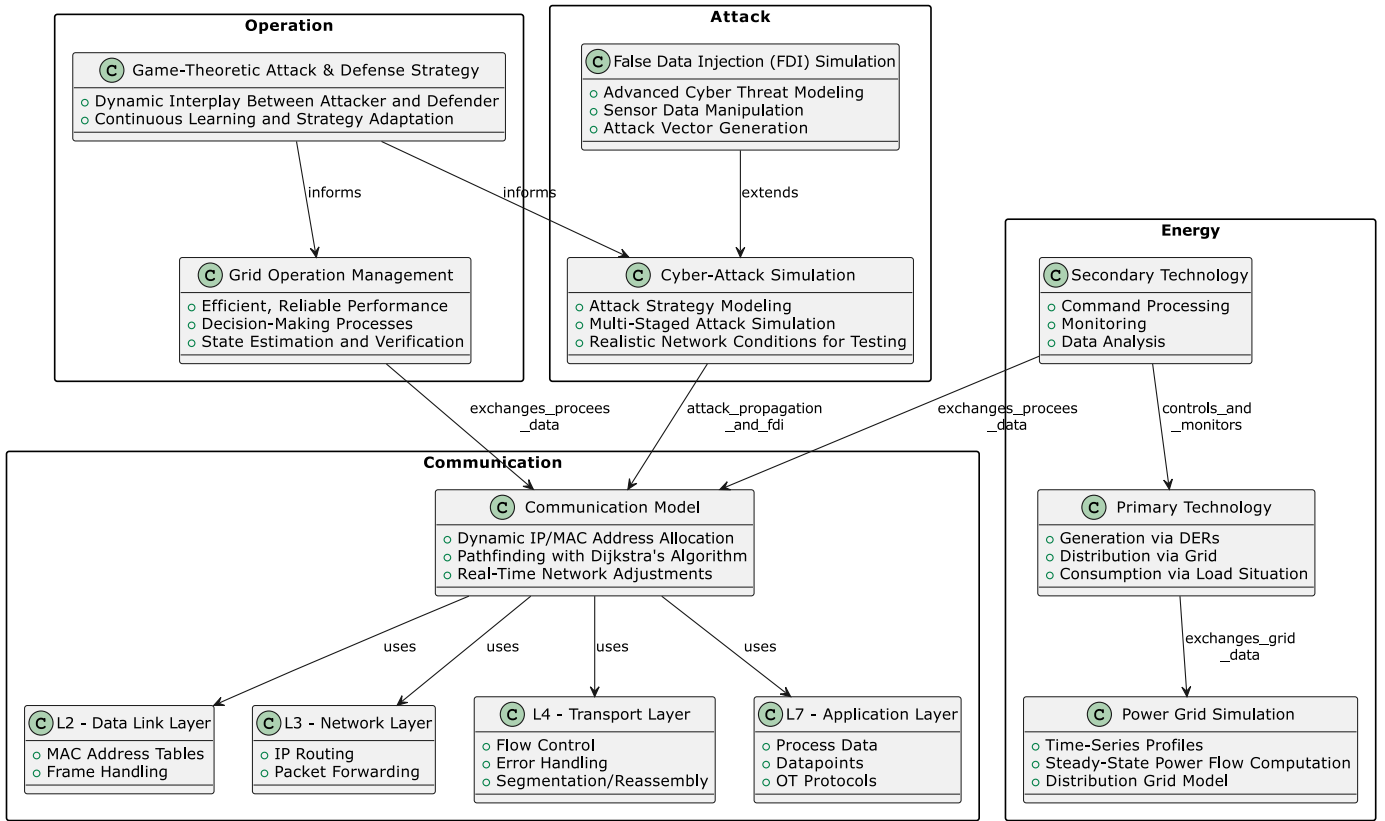 Operation
C Game-Theoretic Attack & Defense Strategy
Dynamic Interplay Between Attacker and Defender
Continuous Learning and Strategy Adaptation
informs
informs
C Grid Operation Management
Efficient, Reliable Performance
Decision-Making Processes
State Estimation and Verification
Attack
C False Data Injection (FDI) Simulation
Advanced Cyber Threat Modeling
Sensor Data Manipulation
Attack Vector Generation
extends
C Cyber-Attack Simulation
Attack Strategy Modeling
Multi-Staged Attack Simulation
Realistic Network Conditions for Testing
Energy
C Secondary Technology
Command Processing
Monitoring
Data Analysis
exchanges_procees
_data
attack_propagation
_and_fdi
exchanges_procees
_data
controls_and
_monitors
Communication
C Communication Model
Dynamic IP/MAC Address Allocation
Pathfinding with Dijkstra's Algorithm
Real-Time Network Adjustments
C Primary Technology
Generation via DERs
Distribution via Grid
Consumption via Load Situation
uses
uses
uses
uses
exchanges_grid
_data
C L2 - Data Link Layer
MAC Address Tables
Frame Handling
C L3 - Network Layer
IP Routing
Packet Forwarding
C L4 - Transport Layer
Flow Control
Error Handling
Segmentation/Reassembly
C L7 - Application Layer
Process Data
Datapoints
OT Protocols
C Power Grid Simulation
Time-Series Profiles
Steady-State Power Flow Computation
Distribution Grid Model